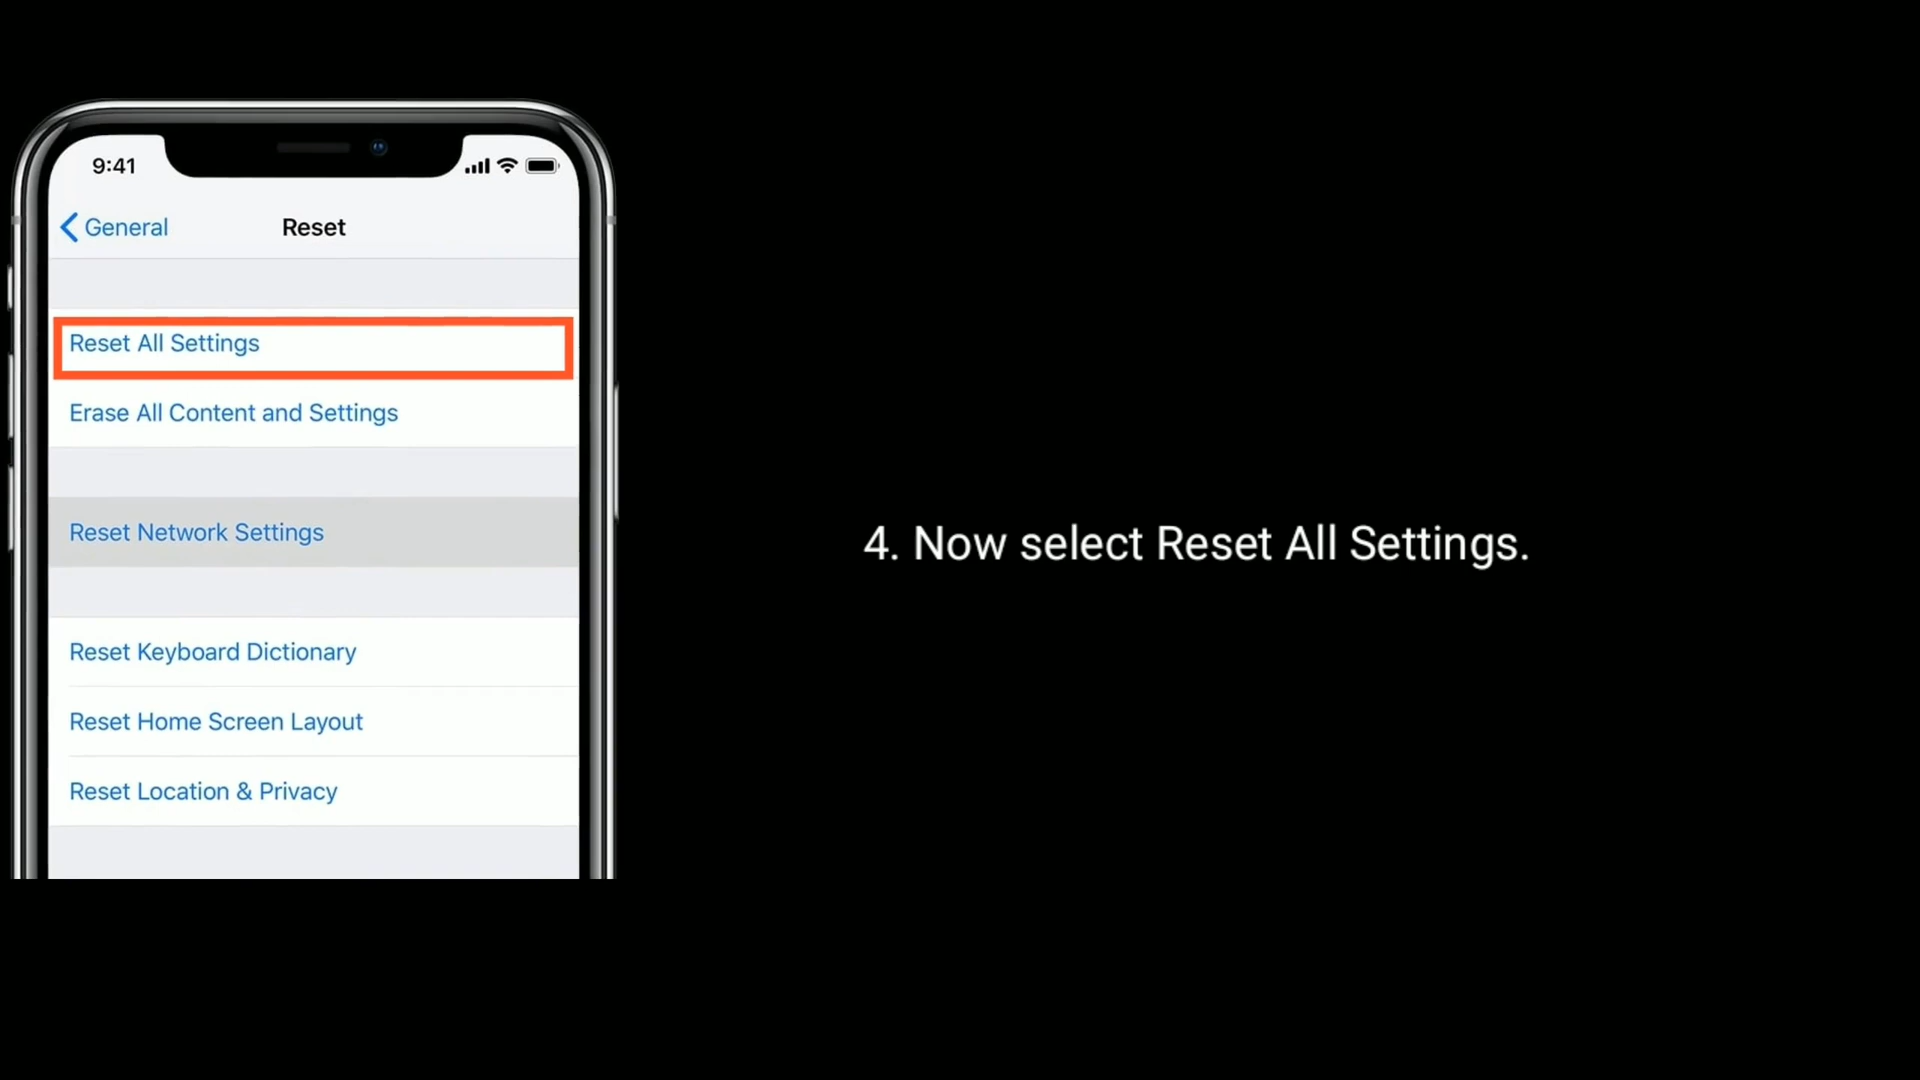 9:41
General
Reset
Reset All Settings
Erase All Content and Settings
Reset Network Settings
Reset Keyboard Dictionary
Reset Home Screen Layout
Reset Location & Privacy
4. Now select Reset All Settings.